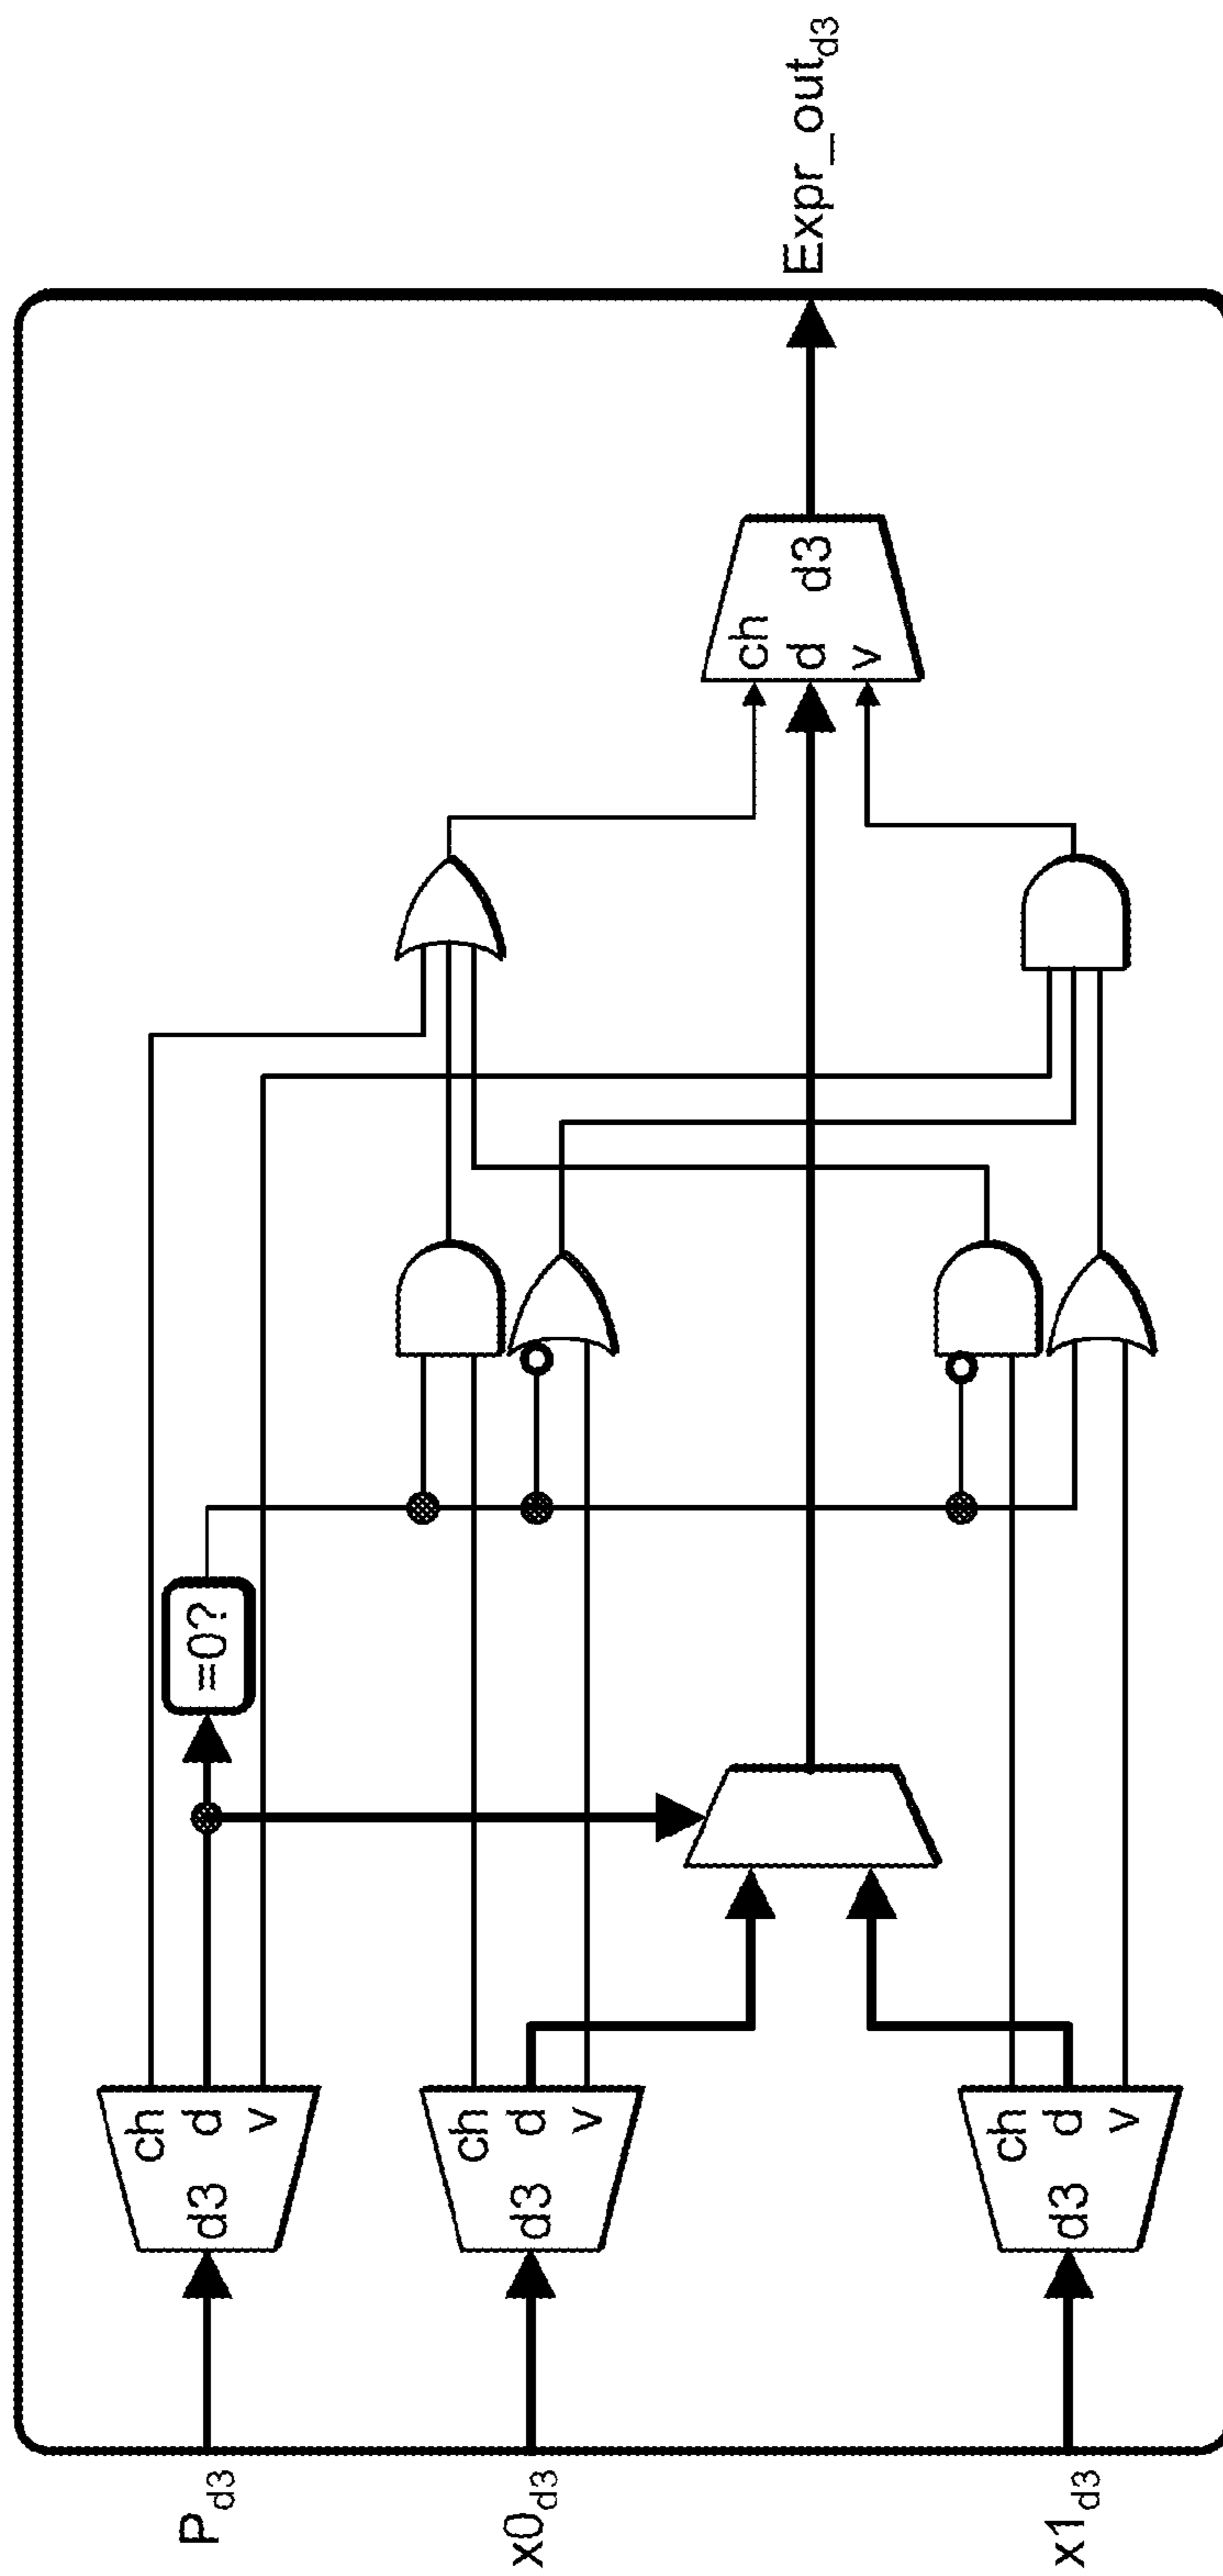 P_d3
d3
ch
d
v
=0?
x0_d3
d3
ch
d
v
x1_d3
d3
ch
d
v
ch
d
v
d3
Expr_out_d3